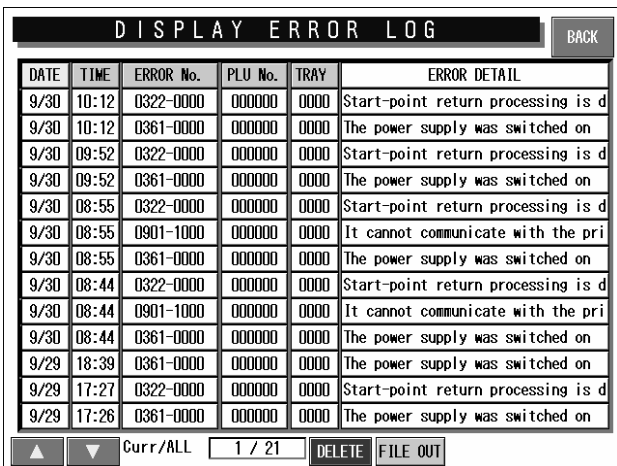 DISPLAY ERROR LOG
BACK
DATE TIME ERROR No. PLU No. TRAY ERROR DETAIL
9/30 10:12 0322-0000 000000 0000 Start-point return processing is d
9/30 10:12 0361-0000 000000 0000 The power supply was switched on
9/30 09:52 0322-0000 000000 0000 Start-point return processing is d
9/30 09:52 0361-0000 000000 0000 The power supply was switched on
9/30 08:55 0322-0000 000000 0000 Start-point return processing is d
9/30 08:55 0901-1000 000000 0000 It cannot communicate with the pri
9/30 08:55 0361-0000 000000 0000 The power supply was switched on
9/30 08:44 0322-0000 000000 0000 Start-point return processing is d
9/30 08:44 0901-1000 000000 0000 It cannot communicate with the pri
9/30 08:44 0361-0000 000000 0000 The power supply was switched on
9/29 18:39 0361-0000 000000 0000 The power supply was switched on
9/29 17:27 0322-0000 000000 0000 Start-point return processing is d
9/29 17:26 0361-0000 000000 0000 The power supply was switched on
▲ ▼ Curr/ALL 1 / 21 DELETE FILE OUT